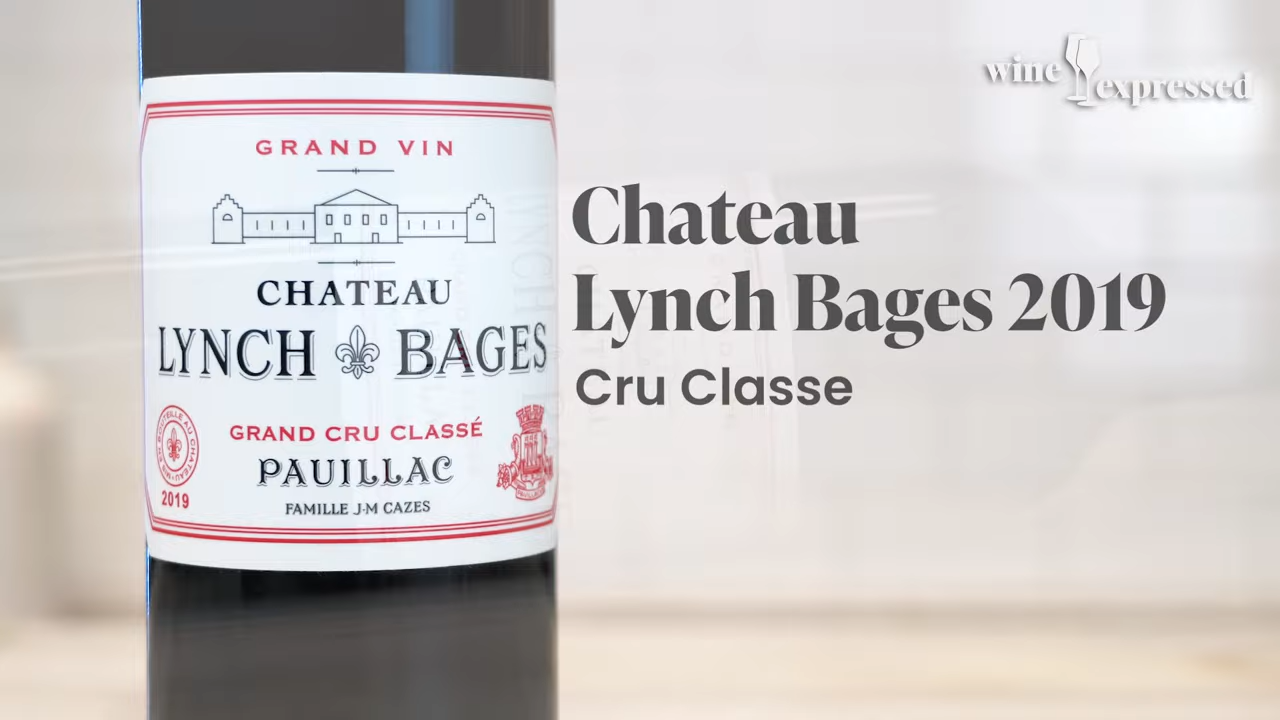 GRAND VIN
CHATEAU
LYNCH BAGES
GRAND CRU CLASSÉ
PAUILLAC
FAMILLE J-M CAZES
2019
wine expressed
Chateau
Lynch Bages 2019
Cru Classe